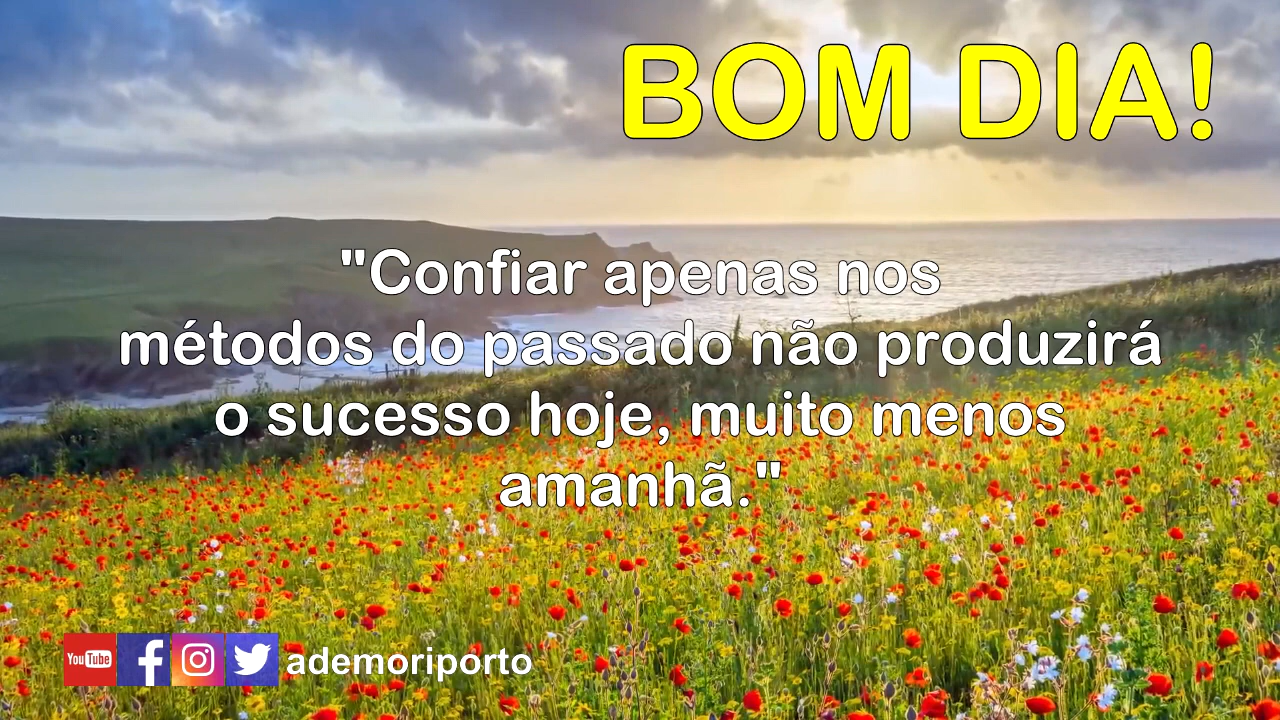 BOM DIA!
"Confiar apenas nos
métodos do passado não produzirá
o sucesso hoje, muito menos
amanhã."
YouTube
ademoriporto